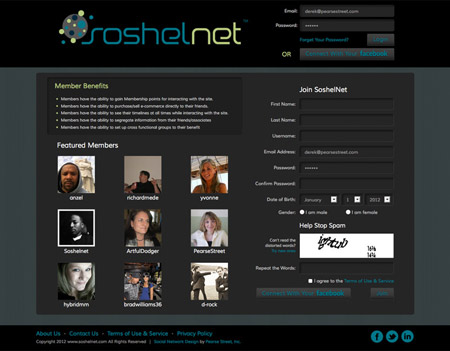 soshelnet
Email: derek@pearsestreet.com
Password: ••••••
Forgot Your Password? Login
OR Connect With Your facebook
Member Benefits
Members have the ability to gain Membership points for interacting with the site.
Members have the ability to purchase/sell e-commerce directly to their friends.
Members have the ability to see their timelines at all times while interacting with the site.
Members have the ability to segregate information from their friends/associates
Members have the ability to set up cross functional groups to their benefit
Featured Members
anzel richardmede yvonne
Soshelnet ArtfulDodger PearseStreet
hybridmm bradwilliams36 d-rock
Join SoshelNet
First Name:
Last Name:
Username:
Email Address: derek@pearsestreet.com
Password: ••••••
Confirm Password:
Date of Birth: January 1 2012
Gender: I am male I am female
Help Stop Spam
Can't read the
distorted words?
Try new ones
Repeat the Words:
I agree to the Terms of Use & Service
Connect With Your facebook Join
About Us • Contact Us • Terms of Use & Service • Privacy Policy
Copyright 2012 www.soshelnet.com All Rights Reserved | Social Network Design by Pearse Street, Inc.